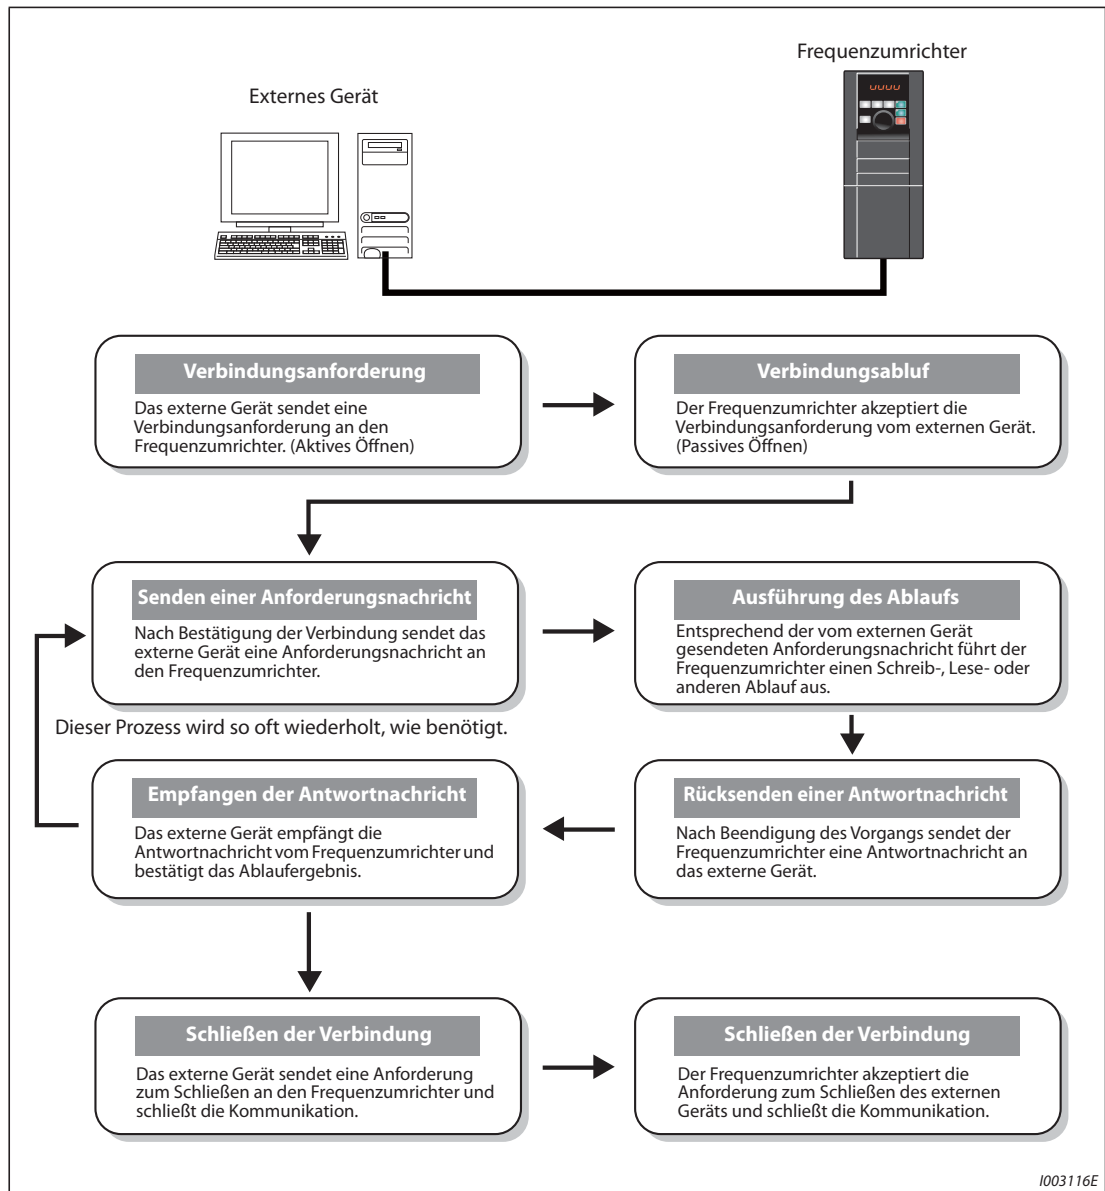 Frequenzumrichter
Externes Gerät
Verbindungsanforderung
Das externe Gerät sendet eine
Verbindungsanforderung an den
Frequenzumrichter. (Aktives Öffnen)
Verbindungsabluf
Der Frequenzumrichter akzeptiert die
Verbindungsanforderung vom externen Gerät.
(Passives Öffnen)
Senden einer Anforderungsnachricht
Nach Bestätigung der Verbindung sendet das
externe Gerät eine Anforderungsnachricht an
den Frequenzumrichter.
Ausführung des Ablaufs
Entsprechend der vom externen Gerät
gesendeten Anforderungsnachricht führt der
Frequenzumrichter einen Schreib-, Lese- oder
anderen Ablauf aus.
Dieser Prozess wird so oft wiederholt, wie benötigt.
Empfangen der Antwortnachricht
Das externe Gerät empfängt die
Antwortnachricht vom Frequenzumrichter und
bestätigt das Ablaufergebnis.
Rücksenden einer Antwortnachricht
Nach Beendigung des Vorgangs sendet der
Frequenzumrichter eine Antwortnachricht an
das externe Gerät.
Schließen der Verbindung
Das externe Gerät sendet eine Anforderung
zum Schließen an den Frequenzumrichter und
schließt die Kommunikation.
Schließen der Verbindung
Der Frequenzumrichter akzeptiert die
Anforderung zum Schließen des externen
Geräts und schließt die Kommunikation.
I003116E